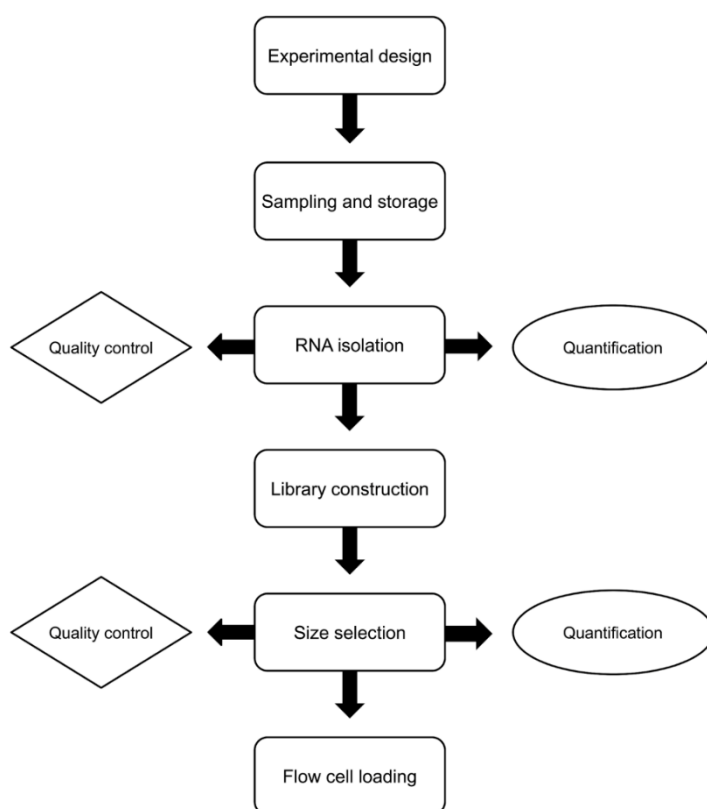 Experimental design
Sampling and storage
Quality control
RNA isolation
Quantification
Library construction
Quality control
Size selection
Quantification
Flow cell loading